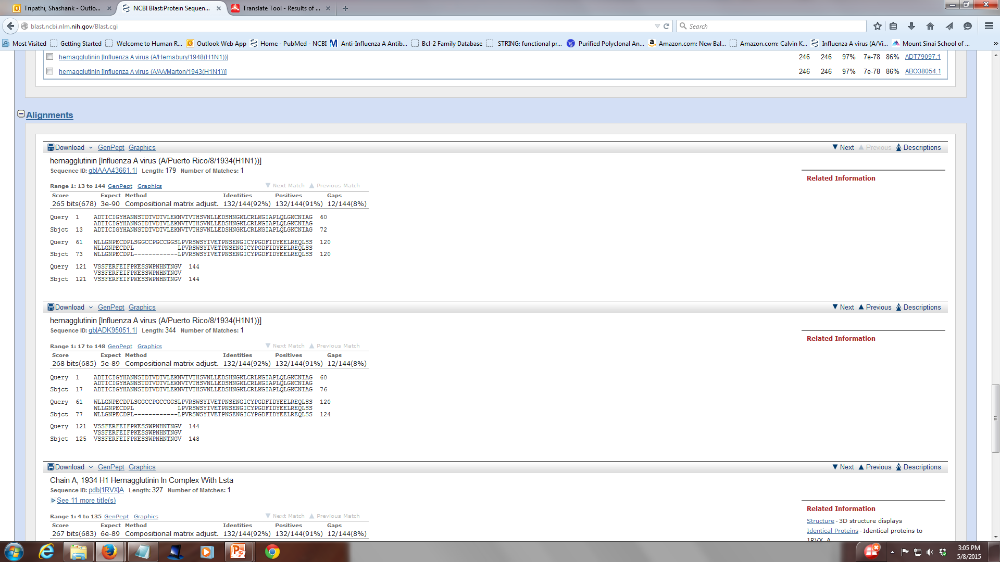 Tripathi, Shashank - Outlo...
NCBI Blast:Protein Sequen...
Translate Tool - Results of ...
blast.ncbi.nlm.nih.gov/Blast.cgi
Search
Most Visited Getting Started Welcome to Human R... Outlook Web App Home - PubMed - NCBI Anti-Influenza A Antib... Bcl-2 Family Database STRING: functional pr... Purified Polyclonal An... Amazon.com: New Bal... Amazon.com: Calvin K... Influenza A virus (A/Vi... Mount Sinai School of ... »
hemagglutinin [Influenza A virus (A/Hemsbury/1948(H1N1))] 246 246 97% 7e-78 86% ADT79097.1
hemagglutinin [Influenza A virus (A/AA/Marton/1943(H1N1))] 246 246 97% 7e-78 86% ABO38054.1
Alignments
Download GenPept Graphics Next Previous Descriptions
hemagglutinin [Influenza A virus (A/Puerto Rico/8/1934(H1N1))]
Sequence ID: gb|AAA43661.1| Length: 179 Number of Matches: 1
Related Information
Range 1: 13 to 144 GenPept Graphics Next Match Previous Match
Score Expect Method Identities Positives Gaps
265 bits(678) 3e-90 Compositional matrix adjust. 132/144(92%) 132/144(91%) 12/144(8%)
Query 1 ADTICIGYHANNSTDTVDTVLEKNVTVTHSVNLLEDSHNGKLCRLKGIAPLQLGKCNIAG 60
ADTICIGYHANNSTDTVDTVLEKNVTVTHSVNLLEDSHNGKLCRLKGIAPLQLGKCNIAG
Sbjct 13 ADTICIGYHANNSTDTVDTVLEKNVTVTHSVNLLEDSHNGKLCRLKGIAPLQLGKCNIAG 72
Query 61 WLLGNPECDPLSGGCCPGCCGGSLPVRSWSYIVETPNSENGICYPGDFIDYEELREQLSS 120
WLLGNPECDPL LPVRSWSYIVETPNSENGICYPGDFIDYEELREQLSS
Sbjct 73 WLLGNPECDPL------------LPVRSWSYIVETPNSENGICYPGDFIDYEELREQLSS 120
Query 121 VSSFERFEIFPKESSWPNHNTNGV 144
VSSFERFEIFPKESSWPNHNTNGV
Sbjct 121 VSSFERFEIFPKESSWPNHNTNGV 144
Download GenPept Graphics Next Previous Descriptions
hemagglutinin [Influenza A virus (A/Puerto Rico/8/1934(H1N1))]
Sequence ID: gb|ADK95051.1| Length: 344 Number of Matches: 1
Related Information
Range 1: 17 to 148 GenPept Graphics Next Match Previous Match
Score Expect Method Identities Positives Gaps
268 bits(685) 5e-89 Compositional matrix adjust. 132/144(92%) 132/144(91%) 12/144(8%)
Query 1 ADTICIGYHANNSTDTVDTVLEKNVTVTHSVNLLEDSHNGKLCRLKGIAPLQLGKCNIAG 60
ADTICIGYHANNSTDTVDTVLEKNVTVTHSVNLLEDSHNGKLCRLKGIAPLQLGKCNIAG
Sbjct 17 ADTICIGYHANNSTDTVDTVLEKNVTVTHSVNLLEDSHNGKLCRLKGIAPLQLGKCNIAG 76
Query 61 WLLGNPECDPLSGGCCPGCCGGSLPVRSWSYIVETPNSENGICYPGDFIDYEELREQLSS 120
WLLGNPECDPL LPVRSWSYIVETPNSENGICYPGDFIDYEELREQLSS
Sbjct 77 WLLGNPECDPL------------LPVRSWSYIVETPNSENGICYPGDFIDYEELREQLSS 124
Query 121 VSSFERFEIFPKESSWPNHNTNGV 144
VSSFERFEIFPKESSWPNHNTNGV
Sbjct 125 VSSFERFEIFPKESSWPNHNTNGV 148
Download GenPept Graphics Next Previous Descriptions
Chain A, 1934 H1 Hemagglutinin In Complex With Lsta
Sequence ID: pdb|1RVX|A Length: 327 Number of Matches: 1
See 11 more title(s)
Related Information
Range 1: 4 to 135 GenPept Graphics Next Match Previous Match
Structure - 3D structure displays
Score Expect Method Identities Positives Gaps
Identical Proteins - Identical proteins to
267 bits(683) 6e-89 Compositional matrix adjust. 132/144(92%) 132/144(91%) 12/144(8%)
1RVX_A
3:05 PM
5/8/2015